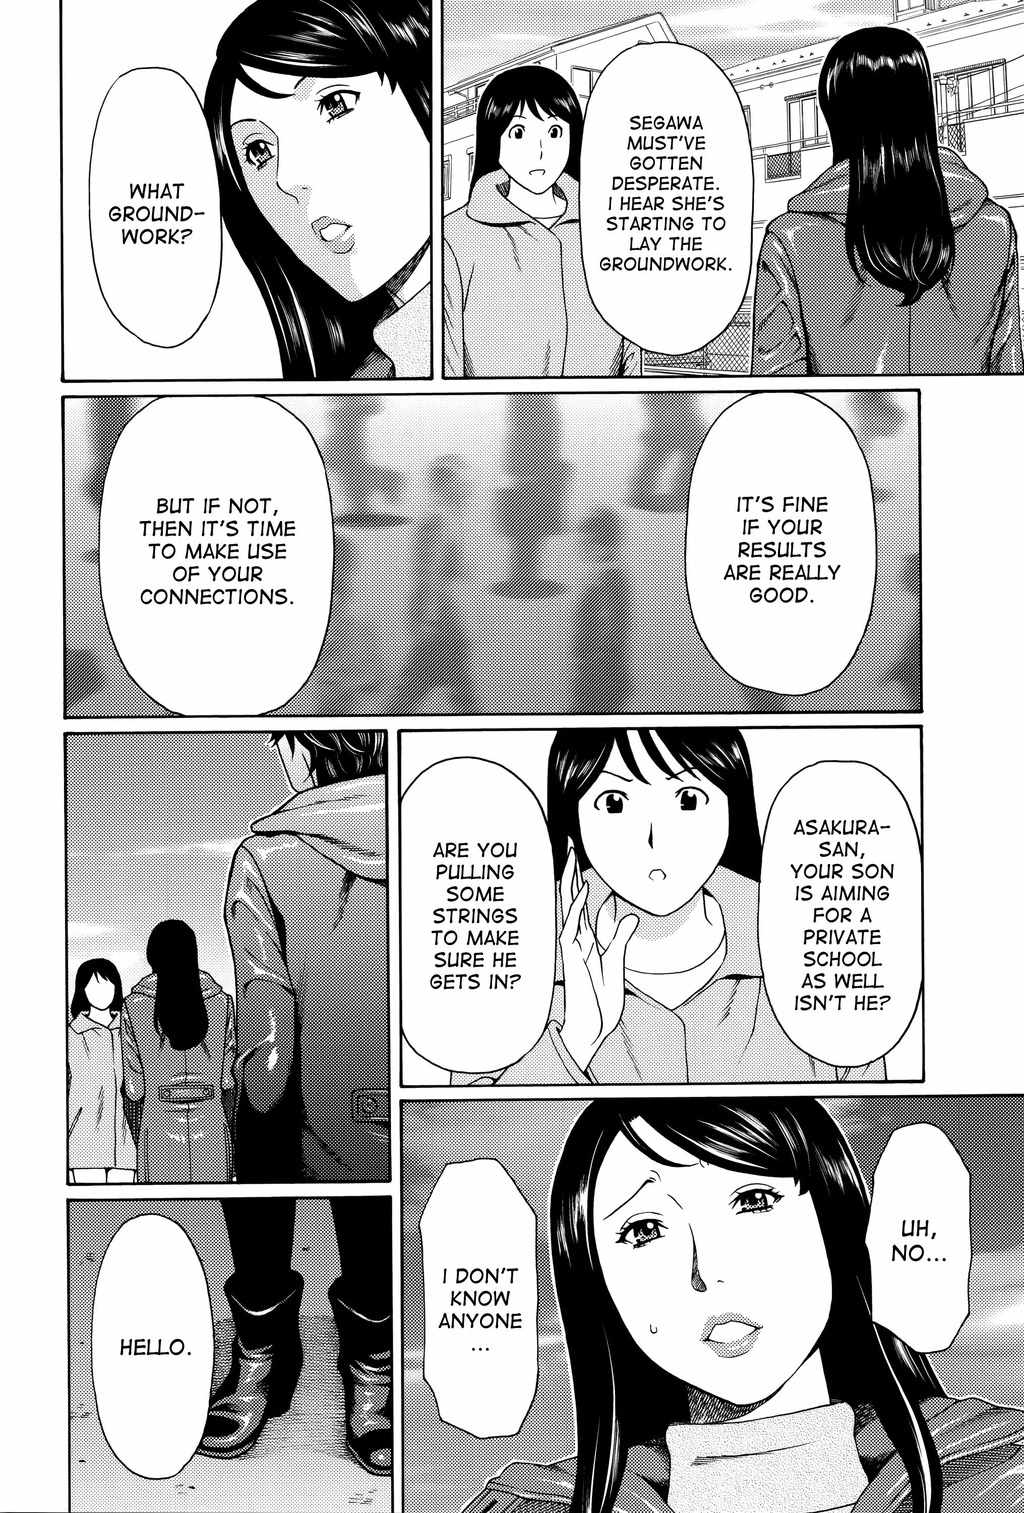 SEGAWA
MUST'VE
GOTTEN
DESPERATE.
I HEAR SHE'S
STARTING TO
LAY THE
GROUNDWORK.
WHAT
GROUND-
WORK?
IT'S FINE
IF YOUR
RESULTS
ARE REALLY
GOOD.
BUT IF NOT,
THEN IT'S TIME
TO MAKE USE
OF YOUR
CONNECTIONS.
ASAKURA-
SAN,
YOUR SON
IS AIMING
FOR A
PRIVATE
SCHOOL
AS WELL
ISN'T HE?
ARE YOU
PULLING
SOME
STRINGS
TO MAKE
SURE HE
GETS IN?
UH,
NO...
I DON'T
KNOW
ANYONE
...
HELLO.